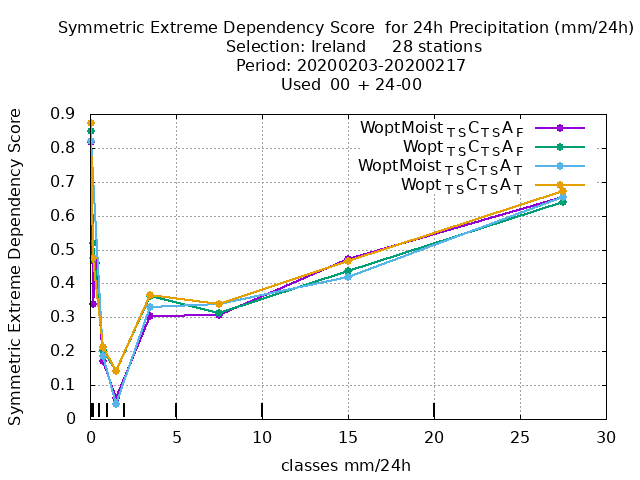 Symmetric Extreme Dependency Score  for 24h Precipitation (mm/24h)
Selection: Ireland     28 stations
Period: 20200203-20200217
Used  00 + 24-00
Symmetric Extreme Dependency Score
0.9
0.8
0.7
0.6
0.5
0.4
0.3
0.2
0.1
0
WoptMoist TS C TS A F
Wopt TS C TS A F
WoptMoist TS C TS A T
Wopt TS C TS A T
0 5 10 15 20 25 30
classes mm/24h